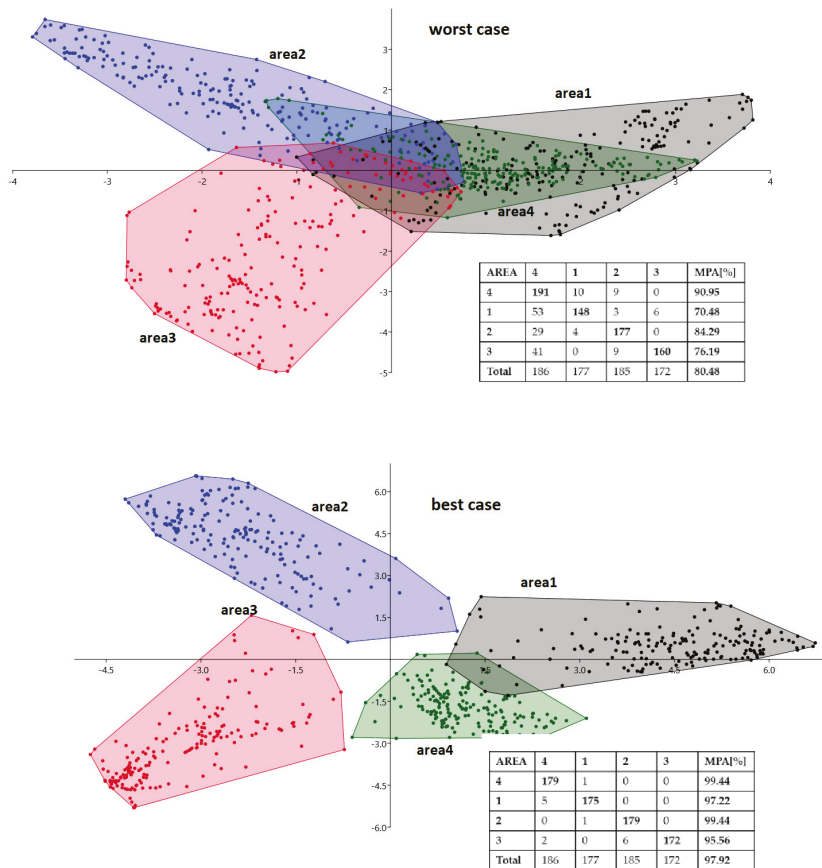 worst case
area2
area1
3
2
1
-4
-2
-1
2
3
4
-1
-2
-3
-4
-5
area4
area3
AREA 4 1 2 3 MPA[%]
4 191 10 9 0 90.95
1 53 148 3 6 70.48
2 29 4 177 0 84.29
3 41 0 9 160 76.19
Total 186 177 185 172 80.48
best case
area2
area1
area3
area4
6.0
4.5
3.0
1.5
-4.5
-3.0
-1.5
3.0
4.5
6.0
-1.5
-3.0
-4.5
-6.0
AREA 4 1 2 3 MPA[%]
4 179 1 0 0 99.44
1 5 175 0 0 97.22
2 0 1 179 0 99.44
3 2 0 6 172 95.56
Total 186 177 185 172 97.92